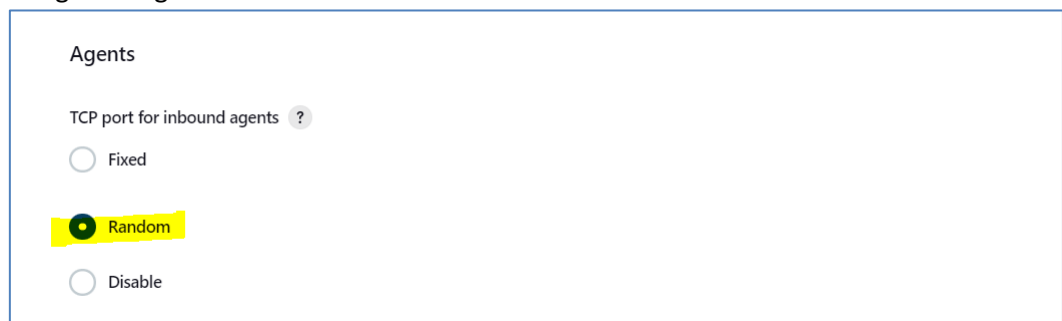 Agents
TCP port for inbound agents ?
Fixed
Random
Disable